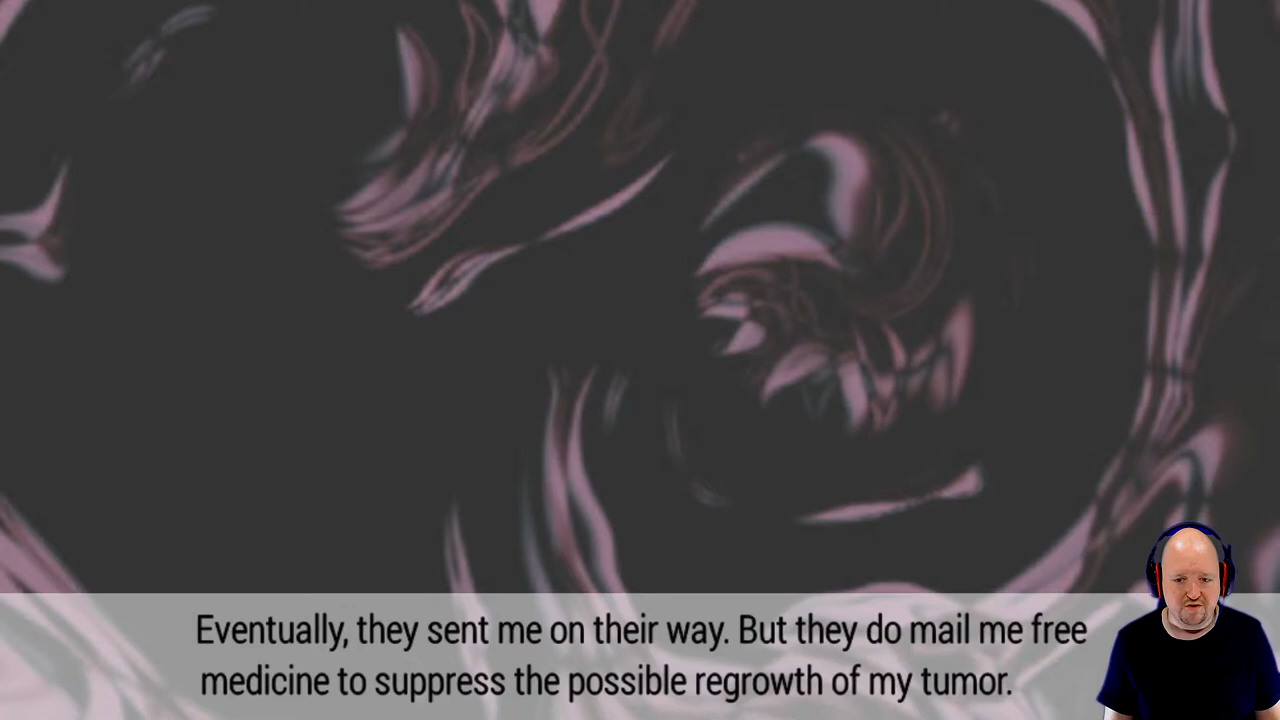 Eventually, they sent me on their way. But they do mail me free
medicine to suppress the possible regrowth of my tumor.